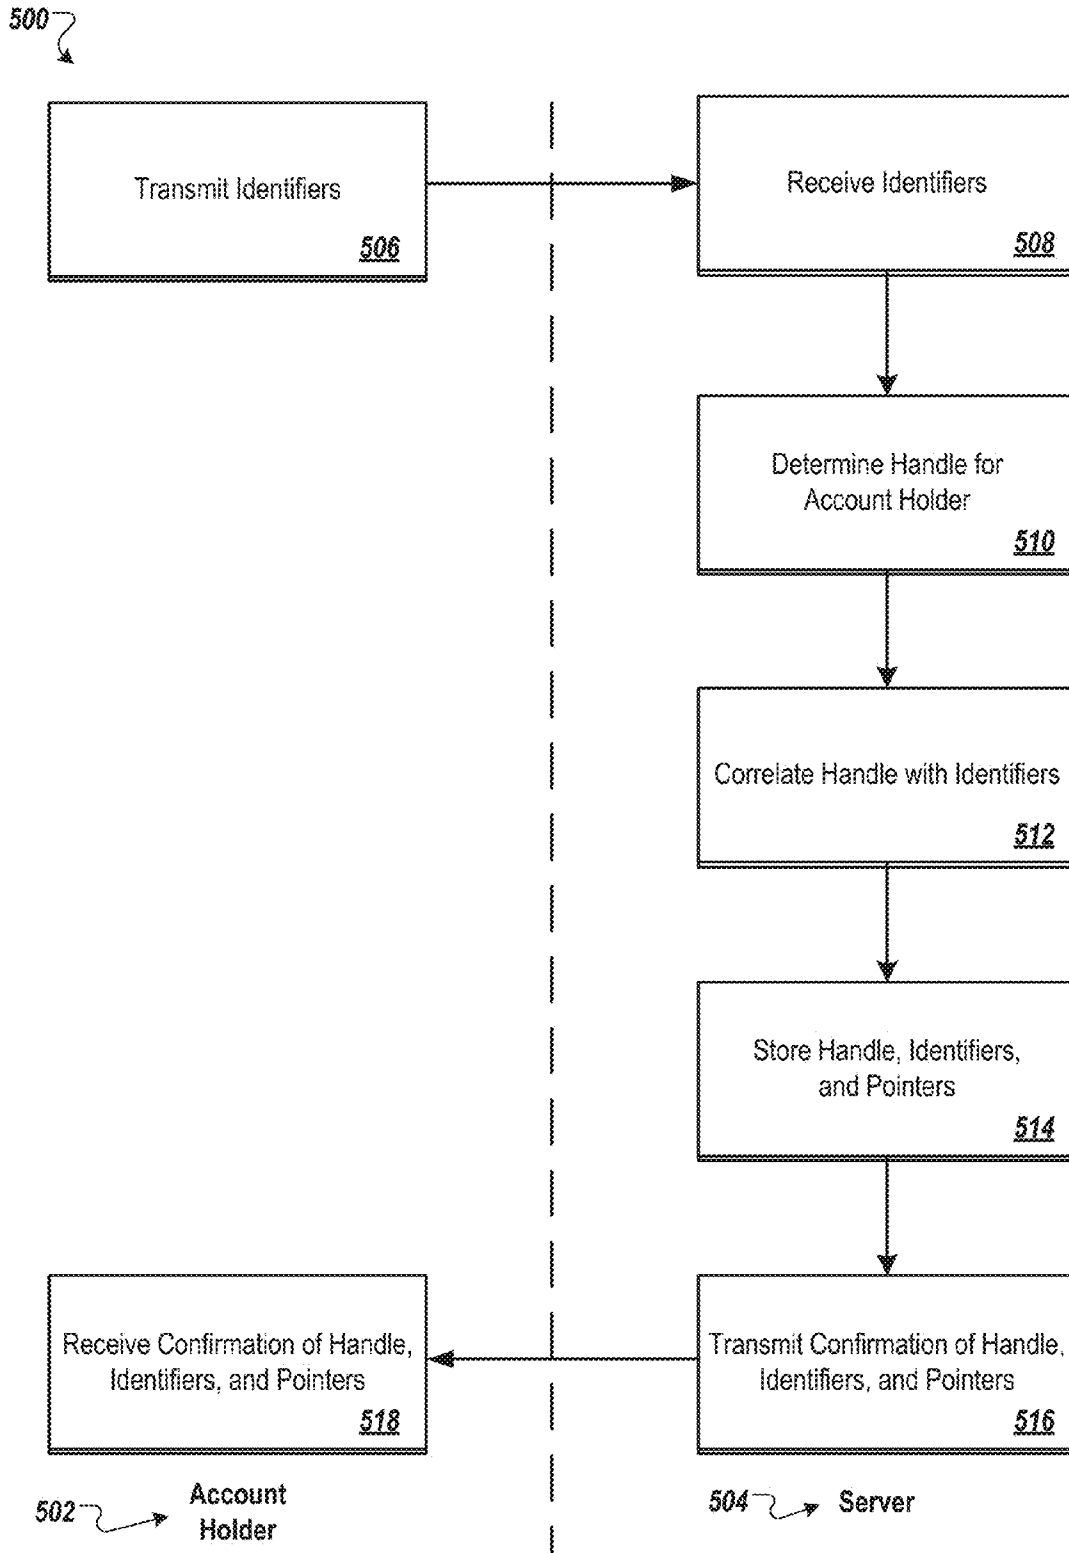 500
Transmit Identifiers
506
Receive Identifiers
508
Determine Handle for
Account Holder
510
Correlate Handle with Identifiers
512
Store Handle, Identifiers,
and Pointers
514
Transmit Confirmation of Handle,
Identifiers, and Pointers
516
Receive Confirmation of Handle,
Identifiers, and Pointers
518
502
Account
Holder
504
Server